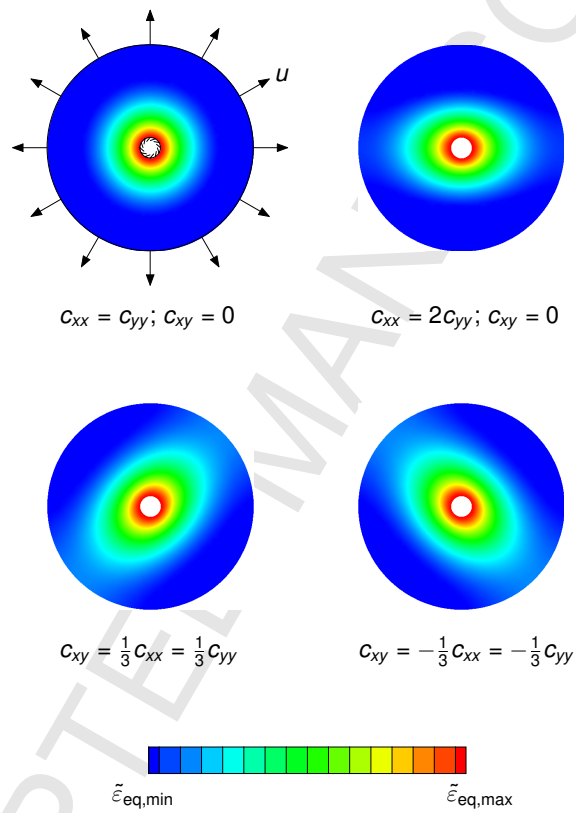 u
c_xx = c_yy; c_xy = 0
c_xx = 2c_yy; c_xy = 0
c_xy = 1/3 c_xx = 1/3 c_yy
c_xy = −1/3 c_xx = −1/3 c_yy
ε̃_eq,min
ε̃_eq,max